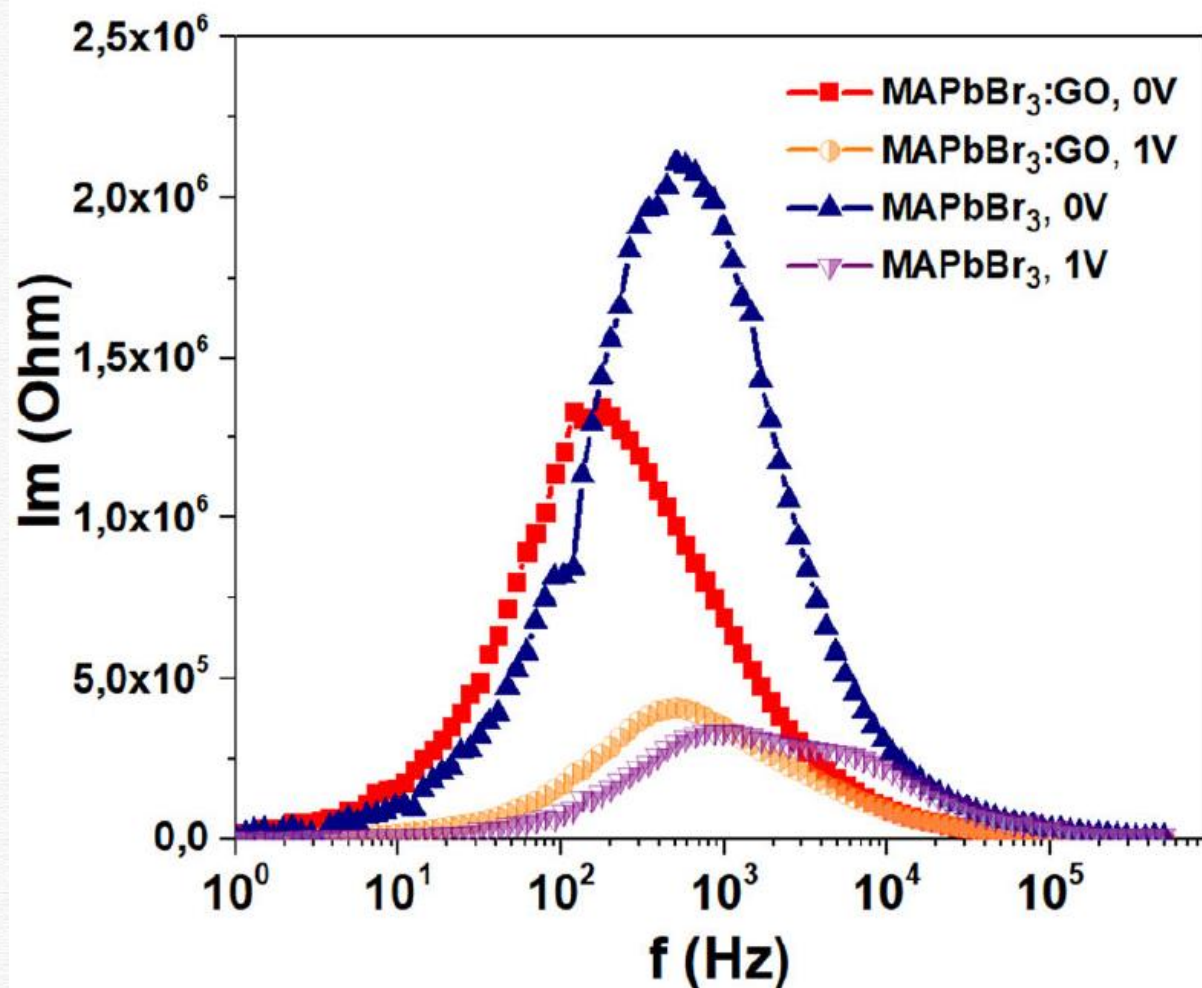 2,5x10⁶
2,0x10⁶
1,5x10⁶
1,0x10⁶
5,0x10⁵
0,0
Im (Ohm)
MAPbBr₃:GO, 0V
MAPbBr₃:GO, 1V
MAPbBr₃, 0V
MAPbBr₃, 1V
10⁰ 10¹ 10² 10³ 10⁴ 10⁵
f (Hz)